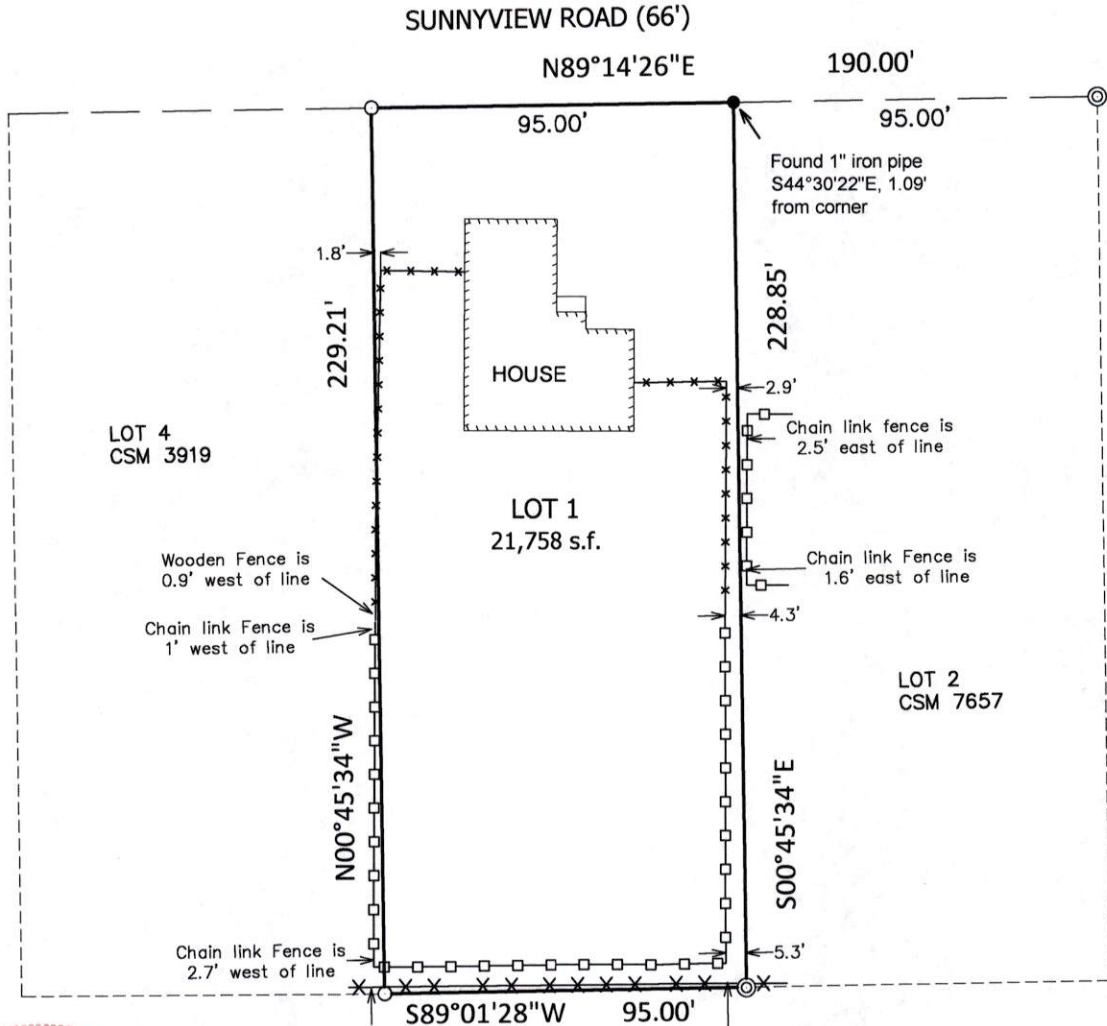 SUNNYVIEW ROAD (66')
N89°14'26"E
190.00'
95.00'
95.00'
Found 1" iron pipe
S44°30'22"E, 1.09'
from corner
1.8'
229.21'
228.85'
HOUSE
2.9'
Chain link fence is
2.5' east of line
LOT 4
CSM 3919
LOT 1
21,758 s.f.
Wooden Fence is
0.9' west of line
Chain link Fence is
1.6' east of line
Chain link Fence is
1' west of line
4.3'
LOT 2
CSM 7657
N00°45'34"W
S00°45'34"E
Chain link Fence is
2.7' west of line
5.3'
S89°01'28"W
95.00'